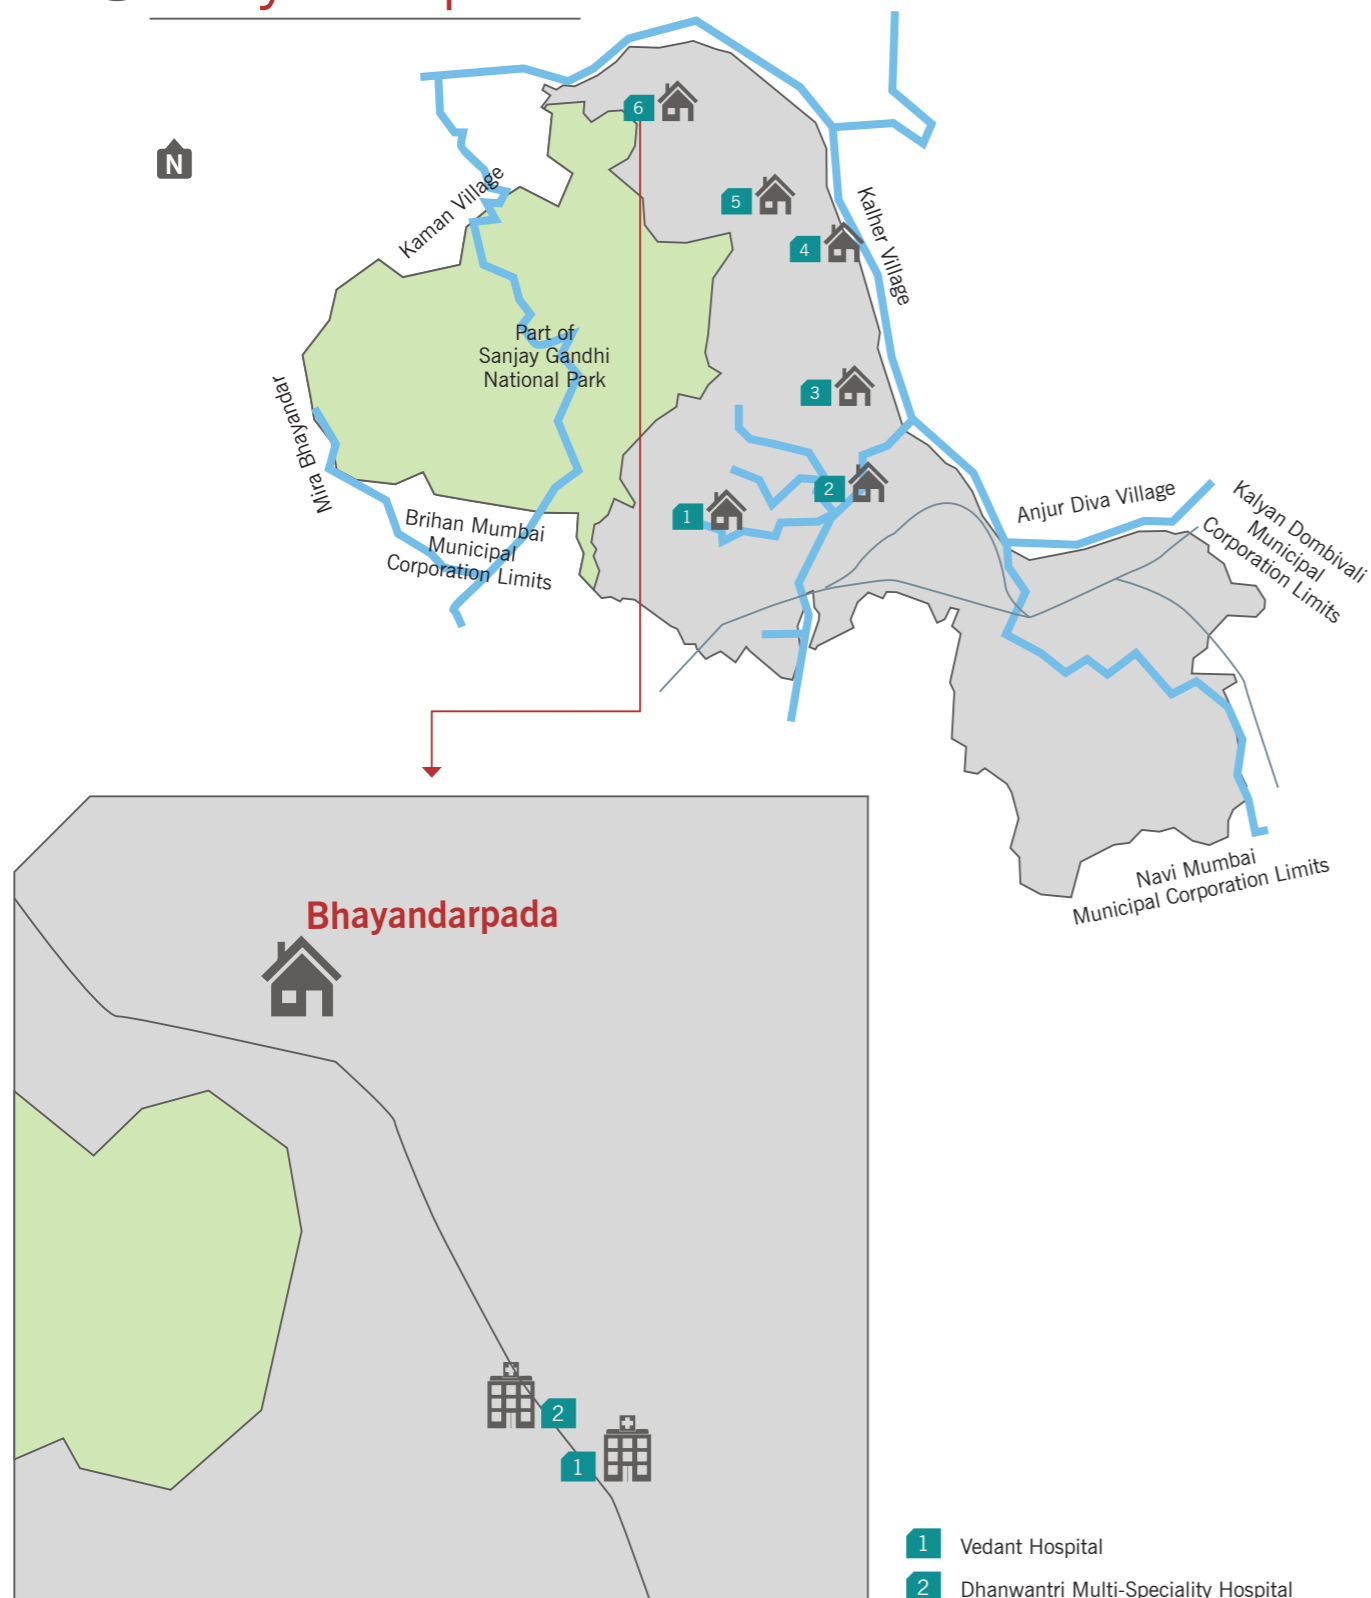 N
6
5
4
3
2
1
Kaman Village
Kalher Village
Part of
Sanjay Gandhi
National Park
Mira Bhayandar
Brihan Mumbai
Municipal
Corporation Limits
Anjur Diva Village
Kalyan Dombivali
Municipal
Corporation Limits
Navi Mumbai
Municipal Corporation Limits
Bhayandarpada
2
1
1 Vedant Hospital
2 Dhanwantri Multi-Speciality Hospital